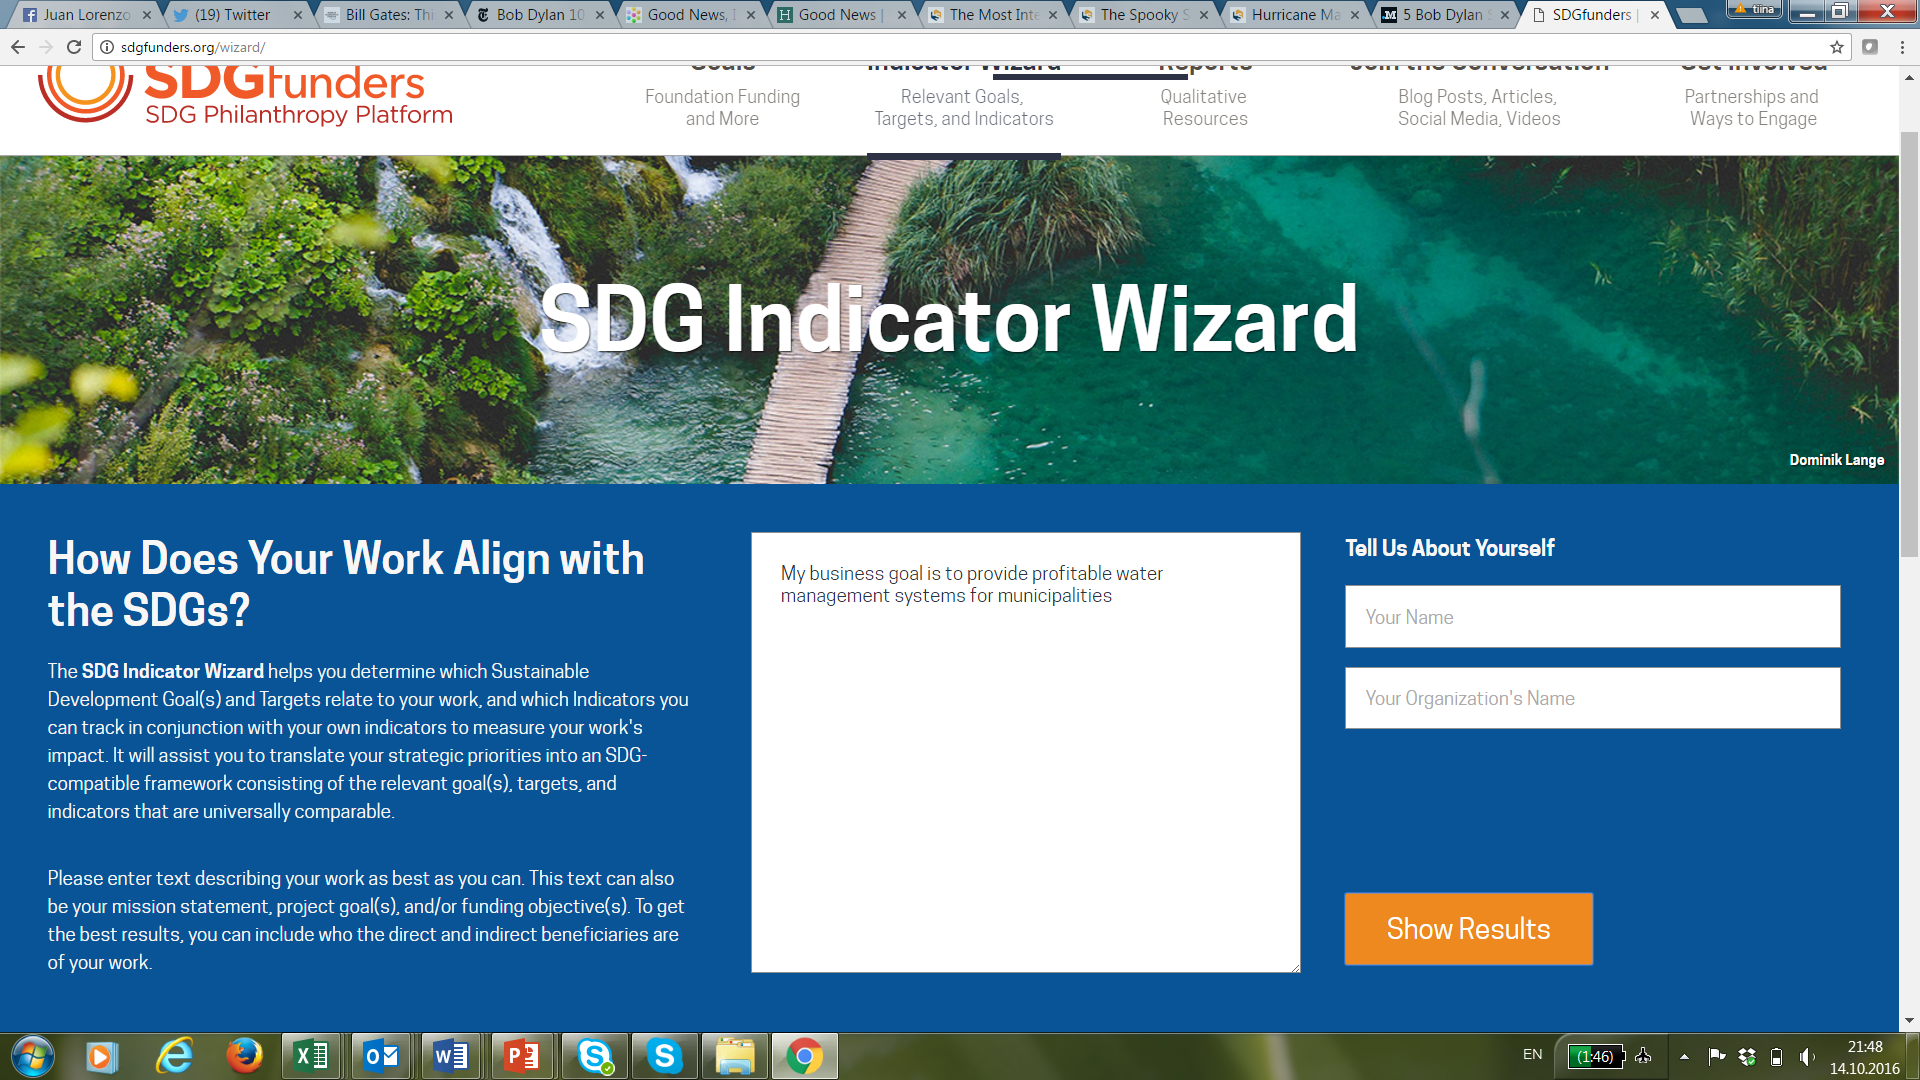 Juan Lorenzo
(19) Twitter
Bill Gates: Thi
Bob Dylan 10
Good News, I
Good News |
The Most Inte
The Spooky S
Hurricane Ma
5 Bob Dylan S
SDGfunders |
tiina
sdgfunders.org/wizard/
SDGfunders
SDG Philanthropy Platform
Goals
Foundation Funding
and More
Indicator Wizard
Relevant Goals,
Targets, and Indicators
Reports
Qualitative
Resources
Join the Conversation
Blog Posts, Articles,
Social Media, Videos
Get Involved
Partnerships and
Ways to Engage
SDG Indicator Wizard
Dominik Lange
How Does Your Work Align with
the SDGs?
The SDG Indicator Wizard helps you determine which Sustainable
Development Goal(s) and Targets relate to your work, and which Indicators you
can track in conjunction with your own indicators to measure your work's
impact. It will assist you to translate your strategic priorities into an SDG-
compatible framework consisting of the relevant goal(s), targets, and
indicators that are universally comparable.
Please enter text describing your work as best as you can. This text can also
be your mission statement, project goal(s), and/or funding objective(s). To get
the best results, you can include who the direct and indirect beneficiaries are
of your work.
My business goal is to provide profitable water
management systems for municipalities
Tell Us About Yourself
Your Name
Your Organization's Name
Show Results
EN
(1:46)
21:48
14.10.2016